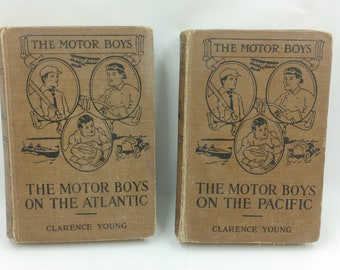 THE MOTOR BOYS
THE MOTOR BOYS
ON THE ATLANTIC
CLARENCE YOUNG
THE MOTOR BOYS
THE MOTOR BOYS
ON THE PACIFIC
CLARENCE YOUNG